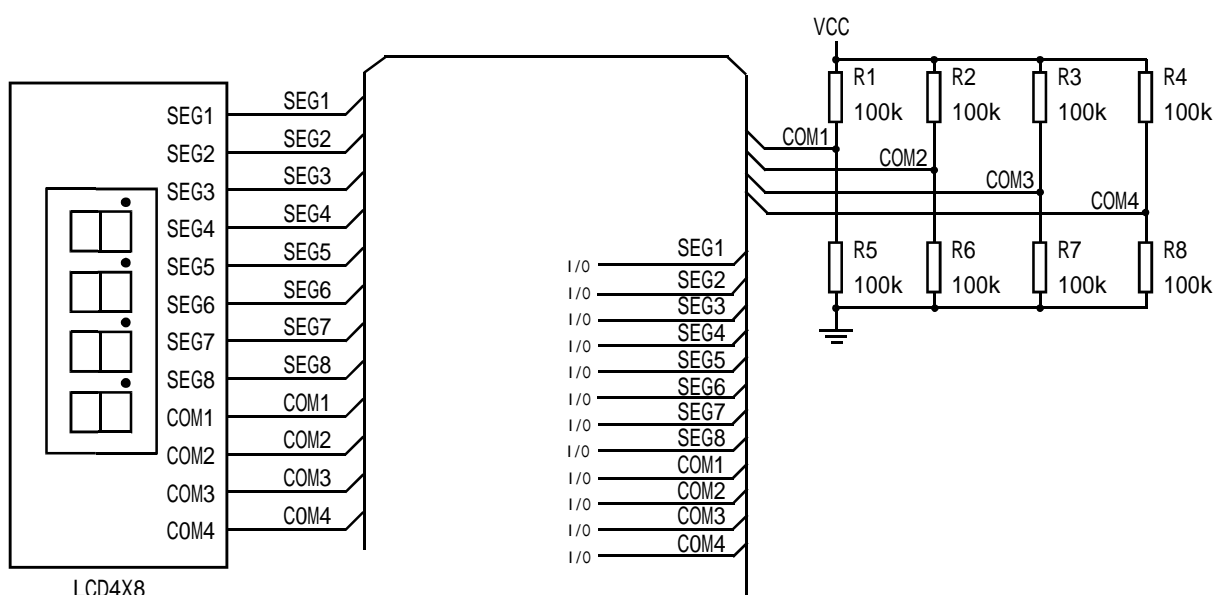 VCC
R1
100k
R2
100k
R3
100k
R4
100k
COM1
COM2
COM3
COM4
R5
100k
R6
100k
R7
100k
R8
100k
SEG1 SEG1
SEG2 SEG2
SEG3 SEG3
SEG4 SEG4
SEG5 SEG5
SEG6 SEG6
SEG7 SEG7
SEG8 SEG8
COM1 COM1
COM2 COM2
COM3 COM3
COM4 COM4
LCD4X8
I/O SEG1
I/O SEG2
I/O SEG3
I/O SEG4
I/O SEG5
I/O SEG6
I/O SEG7
I/O SEG8
I/O COM1
I/O COM2
I/O COM3
I/O COM4